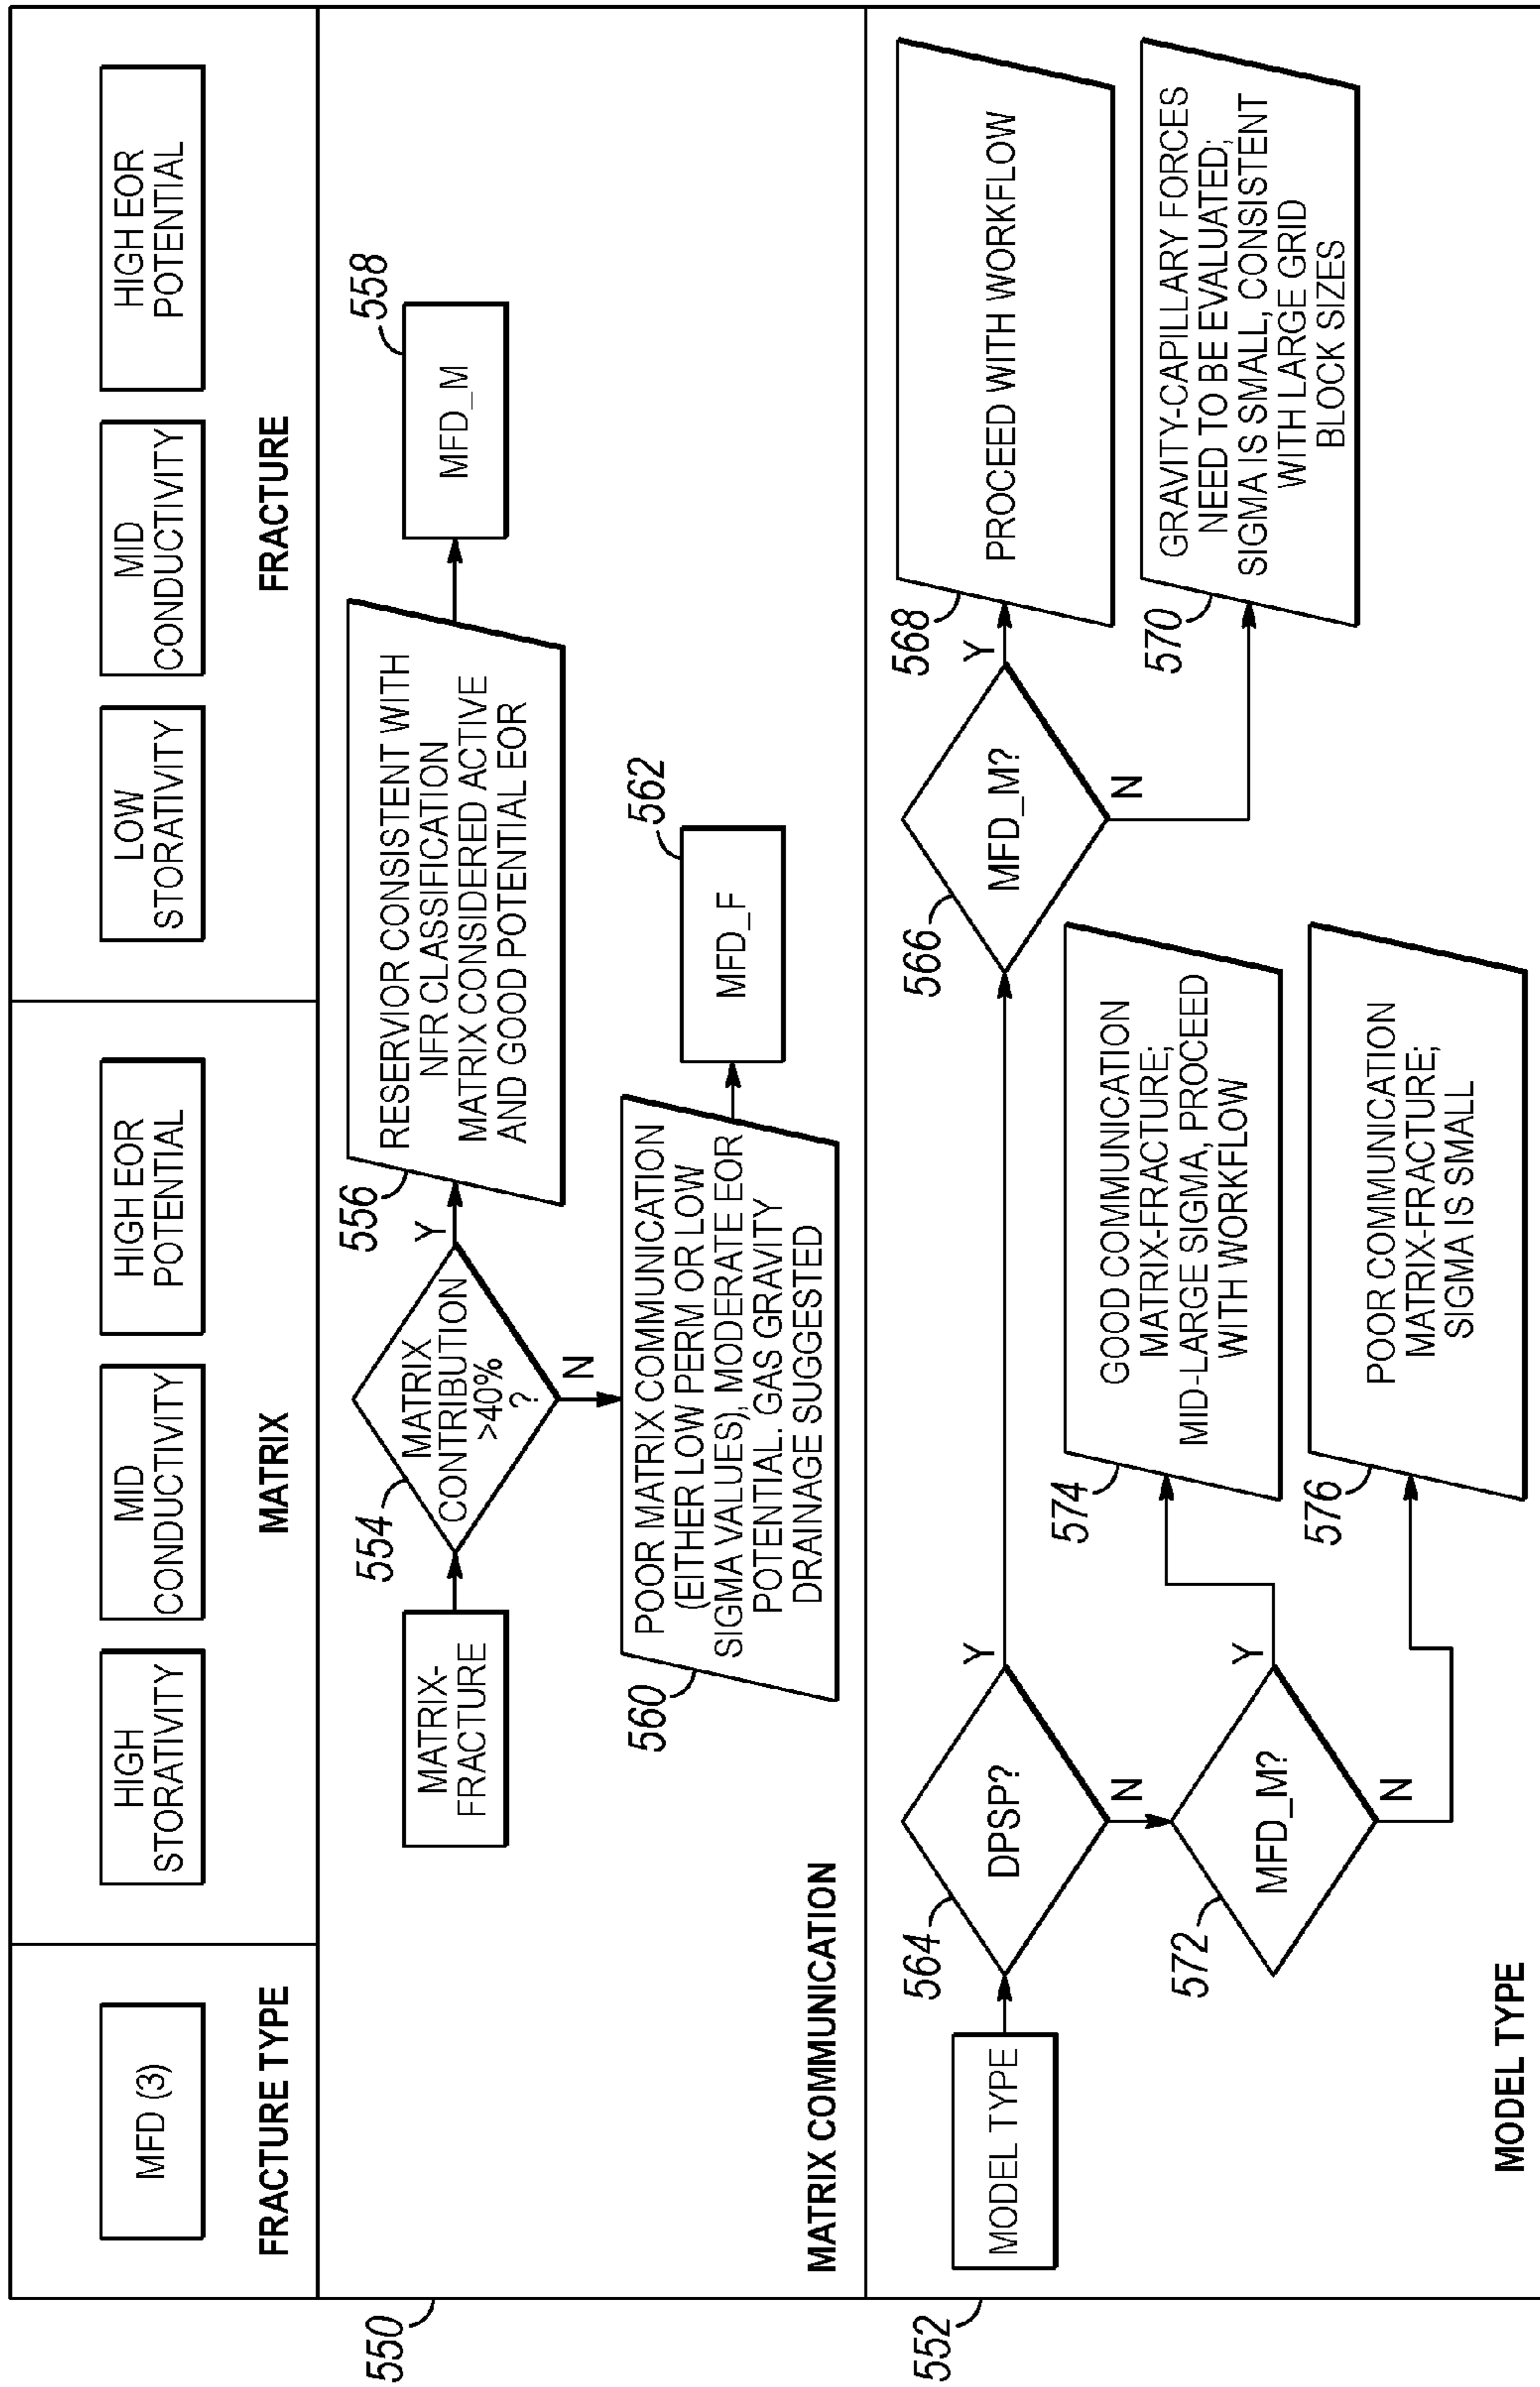 MFD (3)
FRACTURE TYPE
HIGH
STORATIVITY
MID
CONDUCTIVITY
HIGH EOR
POTENTIAL
MATRIX
LOW
STORATIVITY
MID
CONDUCTIVITY
HIGH EOR
POTENTIAL
FRACTURE
550
MATRIX-
FRACTURE
554
MATRIX
CONTRIBUTION
>40%
?
Y
N
556
RESERVIOR CONSISTENT WITH
NFR CLASSIFICATION
MATRIX CONSIDERED ACTIVE
AND GOOD POTENTIAL EOR
558
MFD_M
560
POOR MATRIX COMMUNICATION
(EITHER LOW PERM OR LOW
SIGMA VALUES), MODERATE EOR
POTENTIAL. GAS GRAVITY
DRAINAGE SUGGESTED
562
MFD_F
MATRIX COMMUNICATION
552
MODEL TYPE
564
DPSP?
Y
N
566
MFD_M?
Y
N
568
PROCEED WITH WORKFLOW
570
GRAVITY-CAPILLARY FORCES
NEED TO BE EVALUATED;
SIGMA IS SMALL, CONSISTENT
WITH LARGE GRID
BLOCK SIZES
572
MFD_M?
Y
N
574
GOOD COMMUNICATION
MATRIX-FRACTURE;
MID-LARGE SIGMA, PROCEED
WITH WORKFLOW
576
POOR COMMUNICATION
MATRIX-FRACTURE;
SIGMA IS SMALL
MODEL TYPE